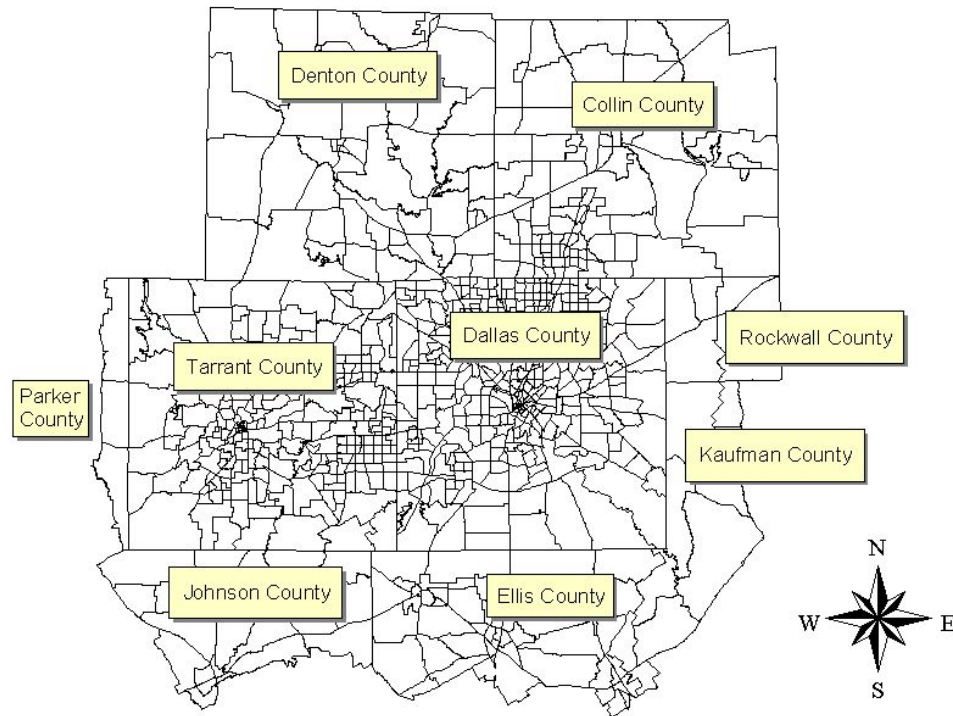 Denton County
Collin County
Dallas County
Rockwall County
Tarrant County
Parker
County
Kaufman County
Johnson County
Ellis County
N
W
E
S